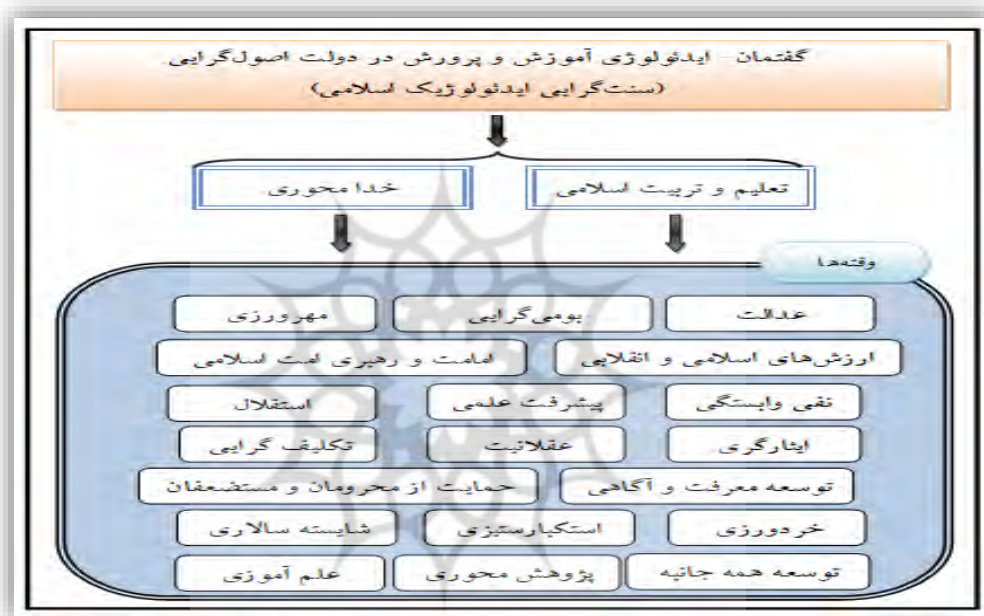 گفتمان- ایدئولوژی آموزش و پرورش در دولت اصول‌گرایی
(سنت‌گرایی ایدئولوژیک اسلامی)
تعلیم و تربیت اسلامی خدا محوری
وقته‌ها
عدالت بومی‌گرایی مهرورزی
ارزش‌های اسلامی و انقلابی امامت و رهبری امت اسلامی
نفی وابستگی پیشرفت علمی استقلال
ایثارگری عقلانیت تکلیف گرایی
توسعه معرفت و آگاهی حمایت از محرومان و مستضعفان
خردورزی استکبارستیزی شایسته سالاری
توسعه همه جانبه پژوهش محوری علم آموزی